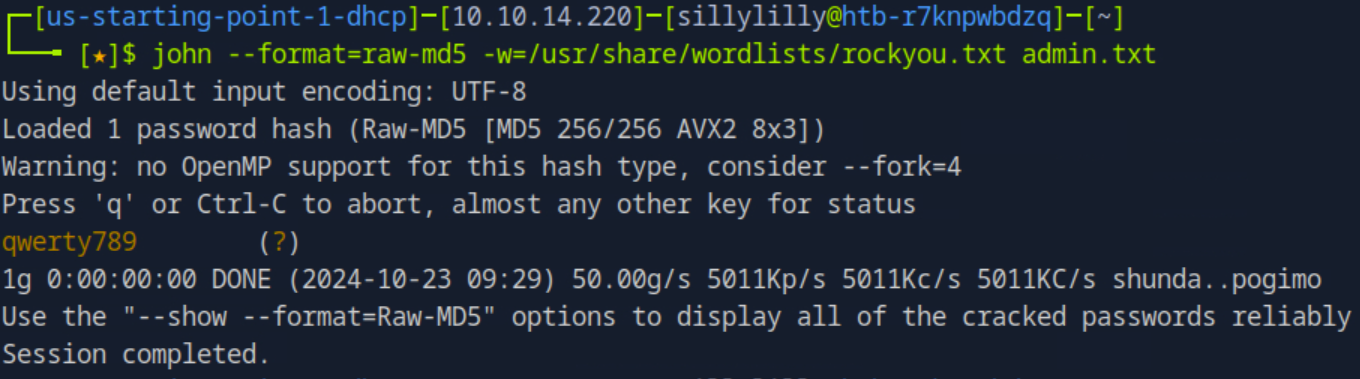 ┌─[us-starting-point-1-dhcp]─[10.10.14.220]─[sillylilly@htb-r7knpwbdzq]─[~]
└──╼ [★]$ john --format=raw-md5 -w=/usr/share/wordlists/rockyou.txt admin.txt
Using default input encoding: UTF-8
Loaded 1 password hash (Raw-MD5 [MD5 256/256 AVX2 8x3])
Warning: no OpenMP support for this hash type, consider --fork=4
Press 'q' or Ctrl-C to abort, almost any other key for status
qwerty789        (?)
1g 0:00:00:00 DONE (2024-10-23 09:29) 50.00g/s 5011Kp/s 5011Kc/s 5011KC/s shunda..pogimo
Use the "--show --format=Raw-MD5" options to display all of the cracked passwords reliably
Session completed.